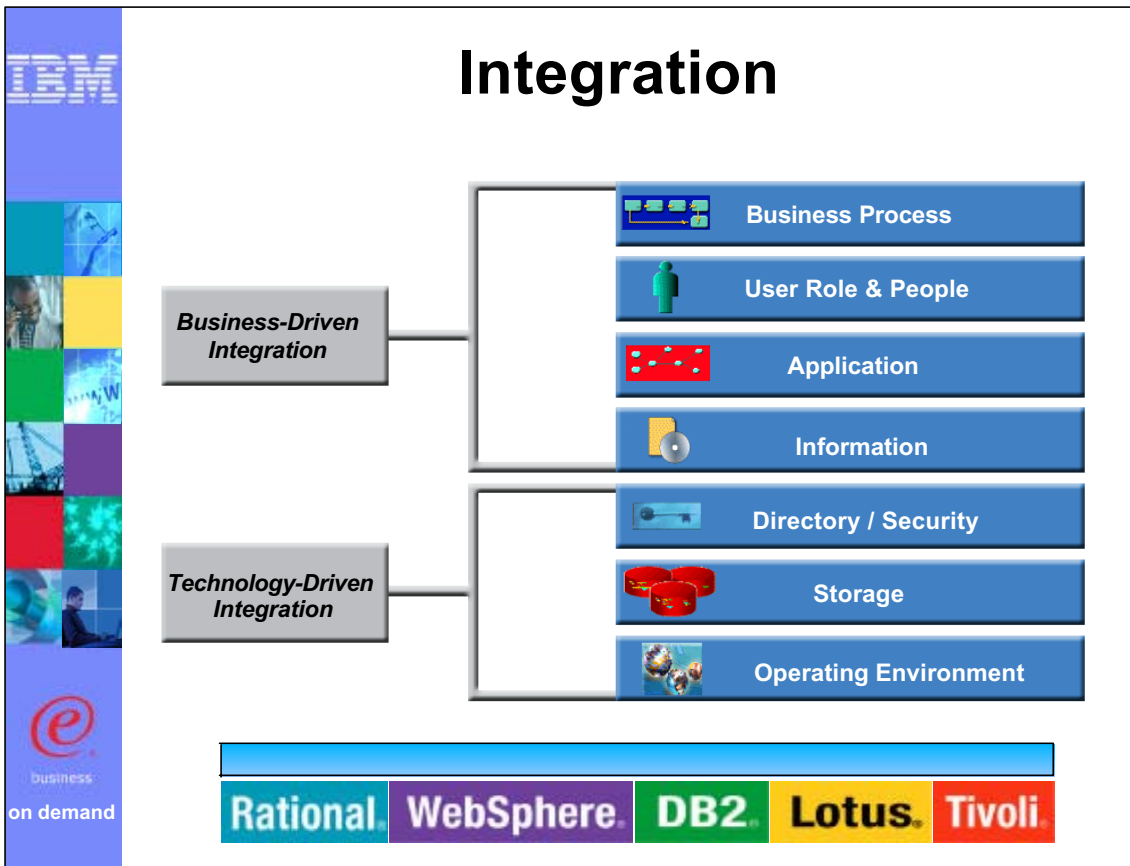 IBM
Integration
Business-Driven
Integration
Business Process
User Role & People
Application
Information
Technology-Driven
Integration
Directory / Security
Storage
Operating Environment
www
e
business
on demand
Rational® WebSphere® DB2® Lotus® Tivoli®